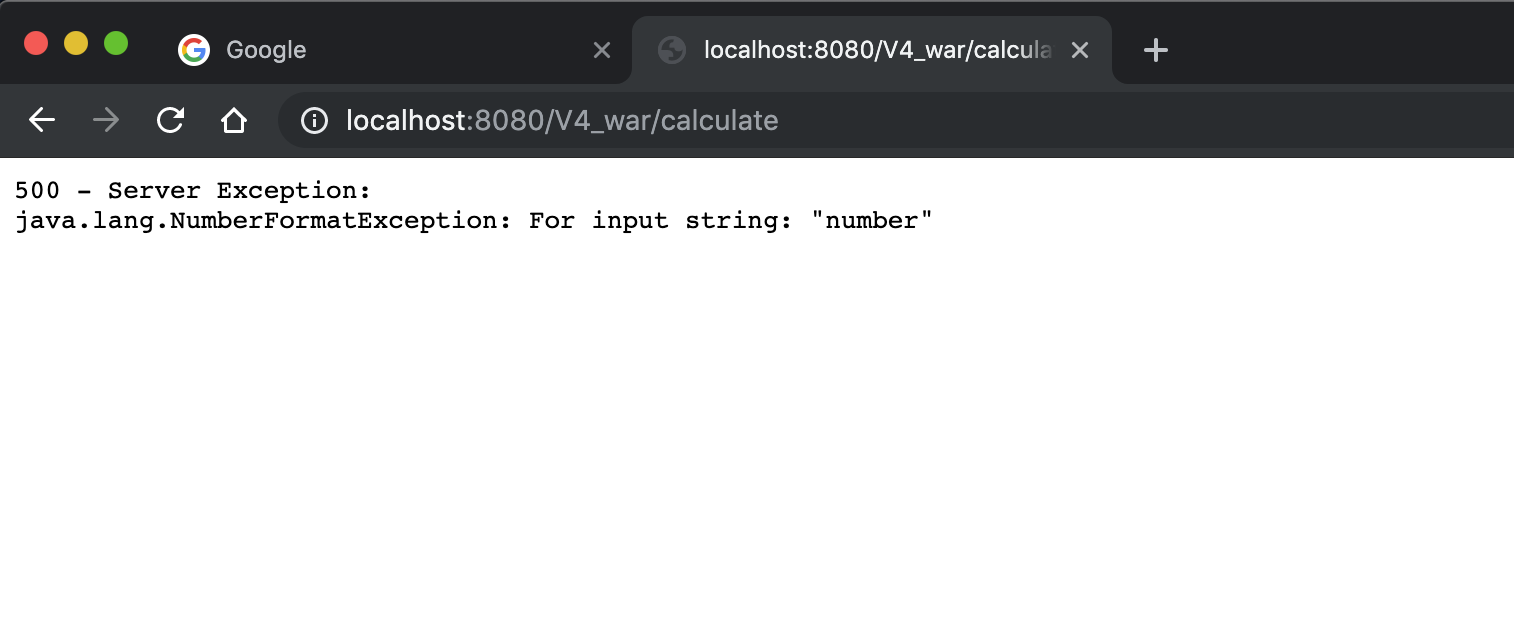 Google
localhost:8080/V4_war/calcula
localhost:8080/V4_war/calculate
500 - Server Exception:
java.lang.NumberFormatException: For input string: "number"